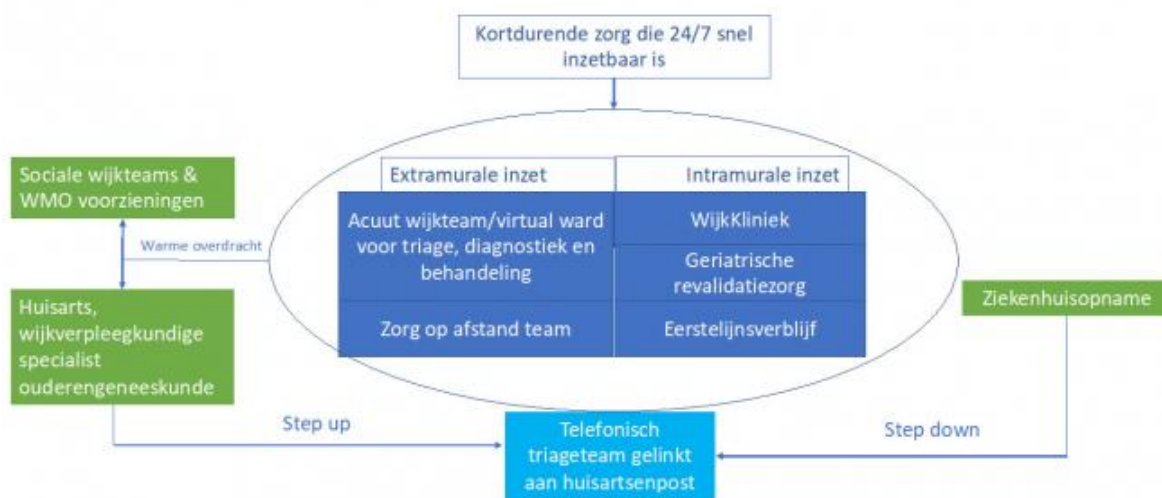 Kortdurende zorg die 24/7 snel
inzetbaar is
Sociale wijkteams &
WMO voorzieningen
Warme overdracht
Huisarts,
wijkverpleegkundige
specialist
ouderengeneeskunde
Extramurale inzet
Intramurale inzet
Acuut wijkteam/virtual ward
voor triage, diagnostiek en
behandeling
WijkKliniek
Geriatrische
revalidatiezorg
Zorg op afstand team
Eerstelijnsverblijf
Ziekenhuisopname
Step up
Telefonisch
triageteam gelinkt
aan huisartsenpost
Step down